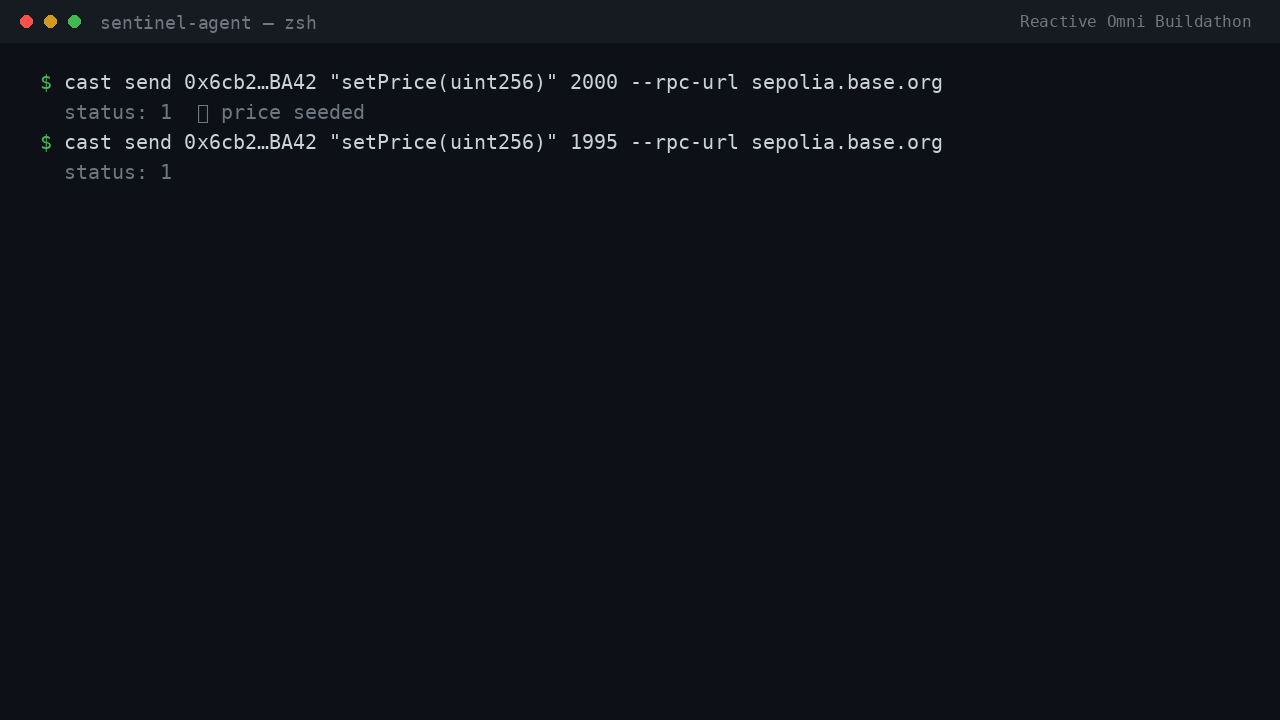 sentinel-agent — zsh
Reactive Omni Buildathon
$ cast send 0x6cb2…BA42 "setPrice(uint256)" 2000 --rpc-url sepolia.base.org
status: 1  ▯ price seeded
$ cast send 0x6cb2…BA42 "setPrice(uint256)" 1995 --rpc-url sepolia.base.org
status: 1